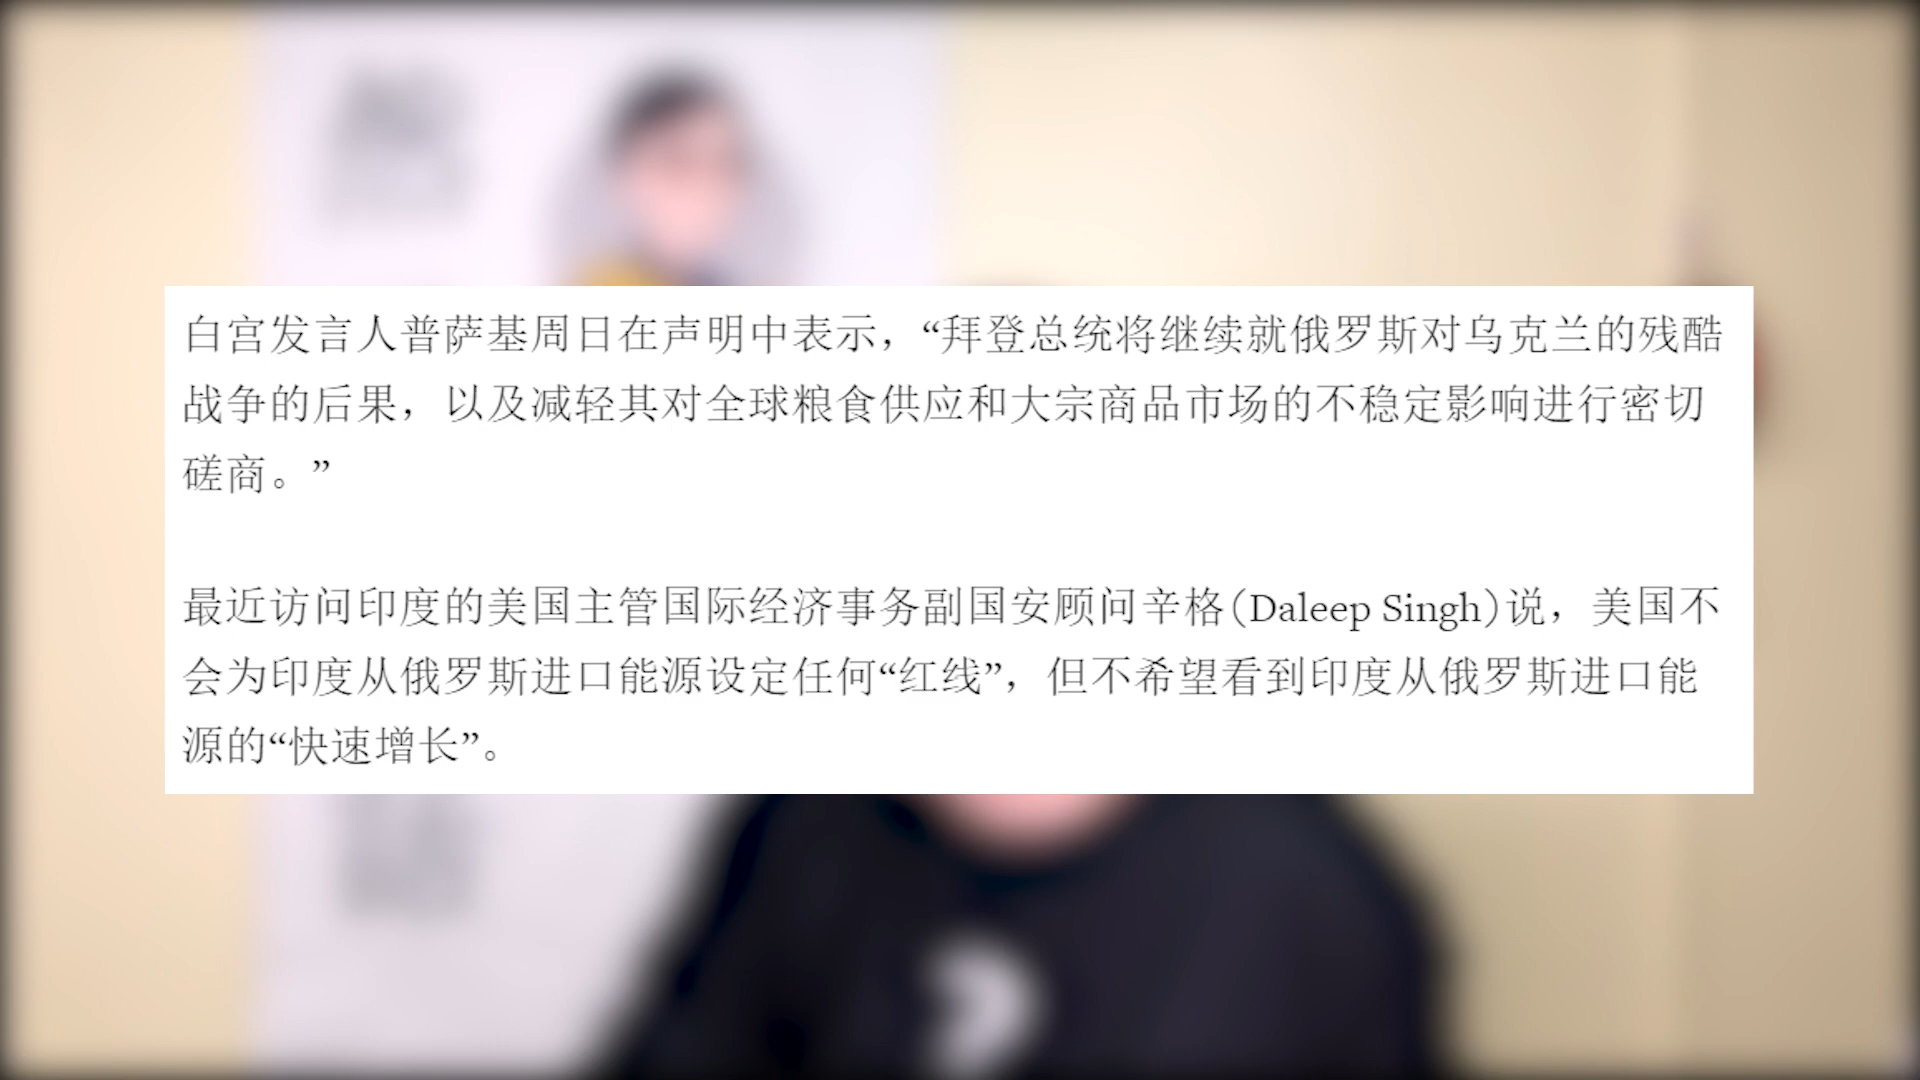 白宫发言人普萨基周日在声明中表示，“拜登总统将继续就俄罗斯对乌克兰的残酷
战争的后果，以及减轻其对全球粮食供应和大宗商品市场的不稳定影响进行密切
磋商。”
最近访问印度的美国主管国际经济事务副国安顾问辛格(Daleep Singh)说，美国不
会为印度从俄罗斯进口能源设定任何“红线”，但不希望看到印度从俄罗斯进口能
源的“快速增长”。